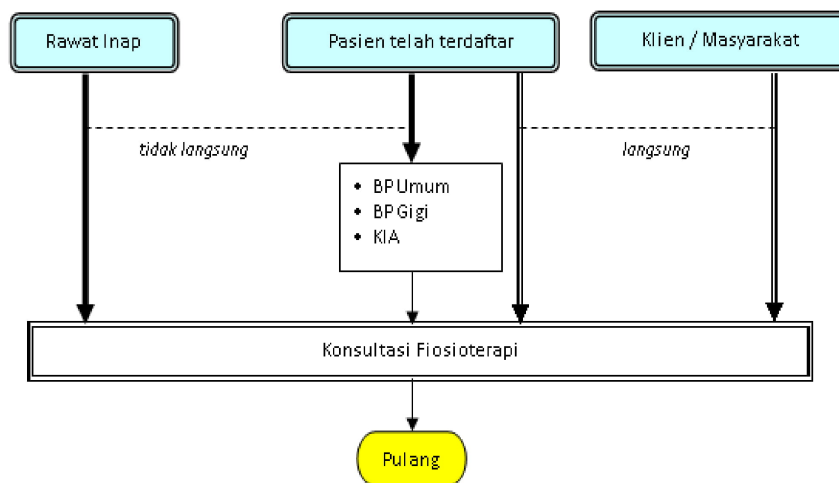 Rawat Inap
Pasien telah terdaftar
Klien / Masyarakat
tidak langsung
langsung
• BP Umum
• BP Gigi
• KIA
Konsultasi Fiosioterapi
Pulang